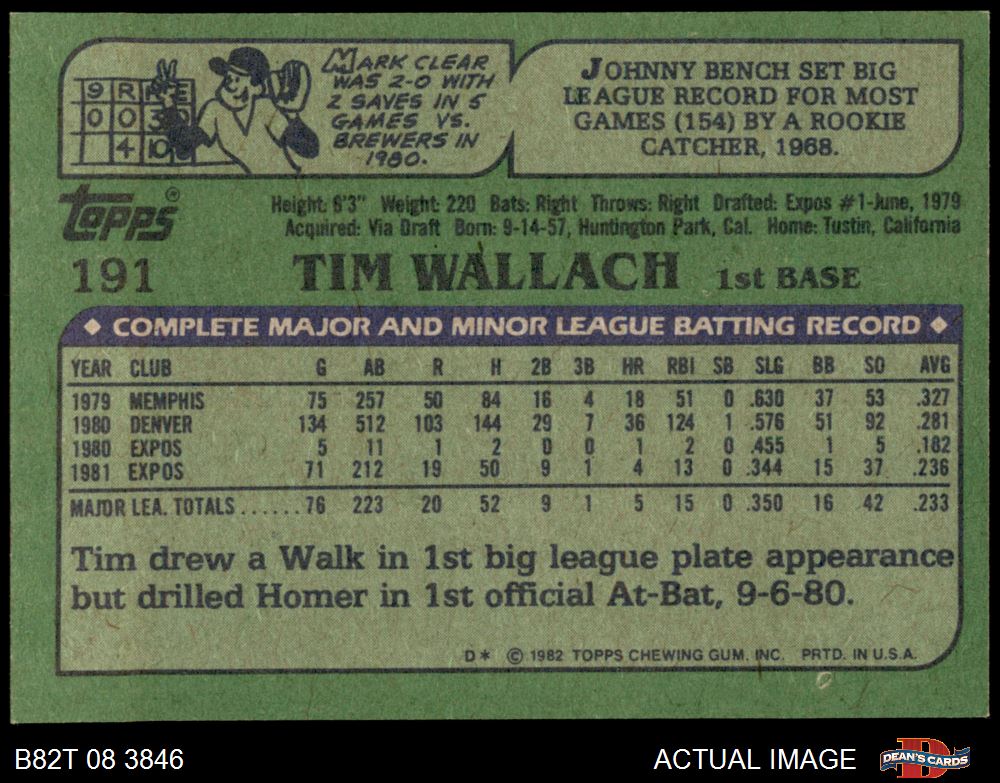 9 R H E
0 0 3 0
4 10
MARK CLEAR
WAS 2-0 WITH
2 SAVES IN 5
GAMES VS.
BREWERS IN
1980.
JOHNNY BENCH SET BIG
LEAGUE RECORD FOR MOST
GAMES (154) BY A ROOKIE
CATCHER, 1968.
TOPPS®
Height: 6'3" Weight: 220 Bats: Right Throws: Right Drafted: Expos #1-June, 1979
Acquired: Via Draft Born: 9-14-57, Huntington Park, Cal. Home: Tustin, California
191 TIM WALLACH 1st BASE
◆ COMPLETE MAJOR AND MINOR LEAGUE BATTING RECORD ◆
YEAR CLUB G AB R H 2B 3B HR RBI SB SLG BB SO AVG
1979 MEMPHIS 75 257 50 84 16 4 18 51 0 .630 37 53 .327
1980 DENVER 134 512 103 144 29 7 36 124 1 .576 51 92 .281
1980 EXPOS 5 11 1 2 0 0 1 2 0 .455 1 5 .182
1981 EXPOS 71 212 19 50 9 1 4 13 0 .344 15 37 .236
MAJOR LEA. TOTALS......76 223 20 52 9 1 5 15 0 .350 16 42 .233
Tim drew a Walk in 1st big league plate appearance
but drilled Homer in 1st official At-Bat, 9-6-80.
D* © 1982 TOPPS CHEWING GUM, INC. PRTD. IN U.S.A.
B82T 08 3846 ACTUAL IMAGE D DEAN'S CARDS